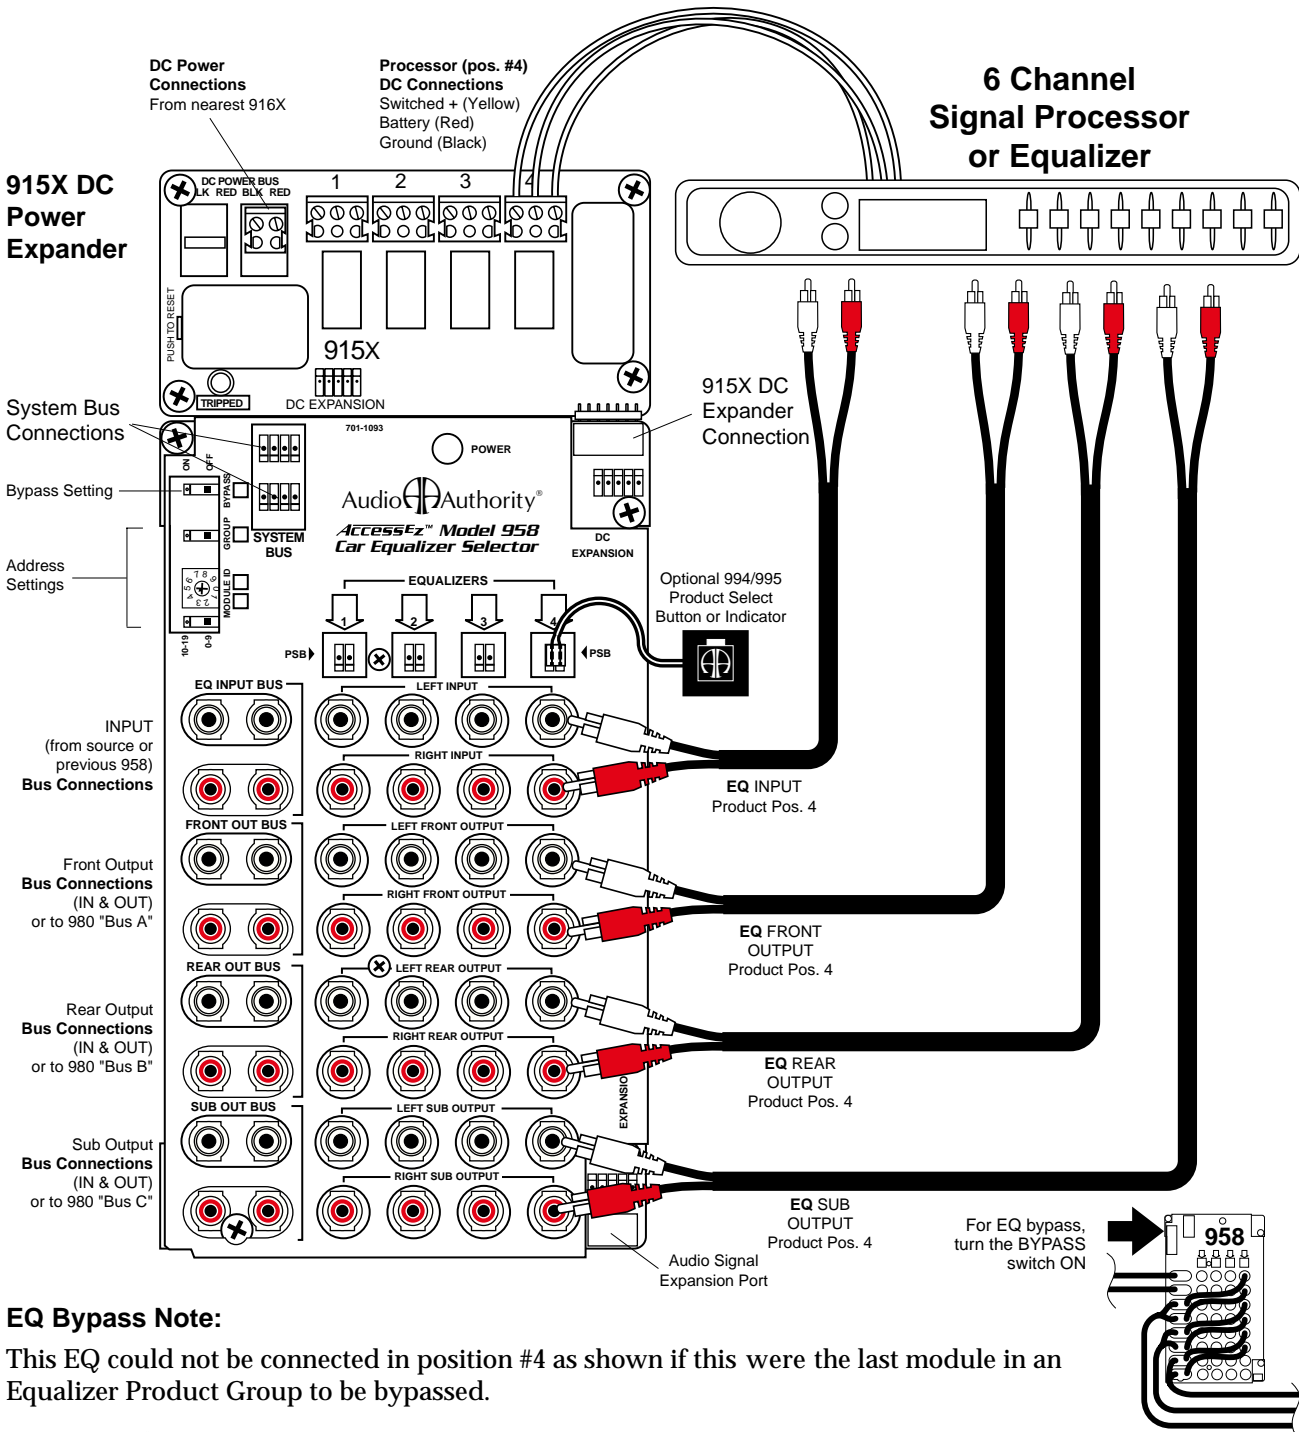 DC Power
Connections
From nearest 916X
Processor (pos. #4)
DC Connections
Switched + (Yellow)
Battery (Red)
Ground (Black)
6 Channel
Signal Processor
or Equalizer
915X DC
Power
Expander
DC POWER BUS
LK RED BLK RED
1 2 3 4
PUSH TO RESET
915X
TRIPPED
DC EXPANSION
System Bus
Connections
701-1093
POWER
915X DC
Expander
Connection
ON OFF
Bypass Setting
BYPASS
GROUP
SYSTEM
BUS
Audio Authority®
AccessEz™ Model 958
Car Equalizer Selector
DC
EXPANSION
Address
Settings
MODULE ID
10-19 0-9
EQUALIZERS
1 2 3 4
PSB
PSB
Optional 994/995
Product Select
Button or Indicator
EQ INPUT BUS
LEFT INPUT
INPUT
(from source or
previous 958)
Bus Connections
RIGHT INPUT
EQ INPUT
Product Pos. 4
FRONT OUT BUS
LEFT FRONT OUTPUT
Front Output
Bus Connections
(IN & OUT)
or to 980 "Bus A"
RIGHT FRONT OUTPUT
EQ FRONT
OUTPUT
Product Pos. 4
REAR OUT BUS
LEFT REAR OUTPUT
Rear Output
Bus Connections
(IN & OUT)
or to 980 "Bus B"
RIGHT REAR OUTPUT
EQ REAR
OUTPUT
Product Pos. 4
EXPANSIO
SUB OUT BUS
LEFT SUB OUTPUT
Sub Output
Bus Connections
(IN & OUT)
or to 980 "Bus C"
RIGHT SUB OUTPUT
EQ SUB
OUTPUT
Product Pos. 4
Audio Signal
Expansion Port
For EQ bypass,
turn the BYPASS
switch ON
958
EQ Bypass Note:
This EQ could not be connected in position #4 as shown if this were the last module in an
Equalizer Product Group to be bypassed.